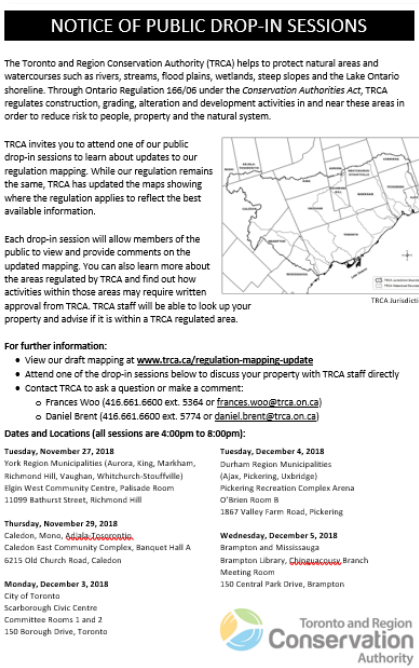 NOTICE OF PUBLIC DROP-IN SESSIONS
The Toronto and Region Conservation Authority (TRCA) helps to protect natural areas and
watercourses such as rivers, streams, flood plains, wetlands, steep slopes and the Lake Ontario
shoreline. Through Ontario Regulation 166/06 under the Conservation Authorities Act, TRCA
regulates construction, grading, alteration and development activities in and near these areas in
order to reduce risk to people, property and the natural system.
TRCA invites you to attend one of our public
drop-in sessions to learn about updates to our
regulation mapping. While our regulation remains
the same, TRCA has updated the maps showing
where the regulation applies to reflect the best
available information.
Each drop-in session will allow members of the
public to view and provide comments on the
updated mapping. You can also learn more about
the areas regulated by TRCA and find out how
activities within those areas may require written
approval from TRCA. TRCA staff will be able to look up your
property and advise if it is within a TRCA regulated area.
TRCA Jurisdicti
For further information:
• View our draft mapping at www.trca.ca/regulation-mapping-update
• Attend one of the drop-in sessions below to discuss your property with TRCA staff directly
• Contact TRCA to ask a question or make a comment:
o Frances Woo (416.661.6600 ext. 5364 or frances.woo@trca.on.ca)
o Daniel Brent (416.661.6600 ext. 5774 or daniel.brent@trca.on.ca)
Dates and Locations (all sessions are 4:00pm to 8:00pm):
Tuesday, November 27, 2018
York Region Municipalities (Aurora, King, Markham,
Richmond Hill, Vaughan, Whitchurch-Stouffville)
Elgin West Community Centre, Palisade Room
11099 Bathurst Street, Richmond Hill
Thursday, November 29, 2018
Caledon, Mono, Adjala-Tosorontio
Caledon East Community Complex, Banquet Hall A
6215 Old Church Road, Caledon
Monday, December 3, 2018
City of Toronto
Scarborough Civic Centre
Committee Rooms 1 and 2
150 Borough Drive, Toronto
Tuesday, December 4, 2018
Durham Region Municipalities
(Ajax, Pickering, Uxbridge)
Pickering Recreation Complex Arena
O'Brien Room B
1867 Valley Farm Road, Pickering
Wednesday, December 5, 2018
Brampton and Mississauga
Brampton Library, Chinguacousy Branch
Meeting Room
150 Central Park Drive, Brampton
Toronto and Region
Conservation
Authority